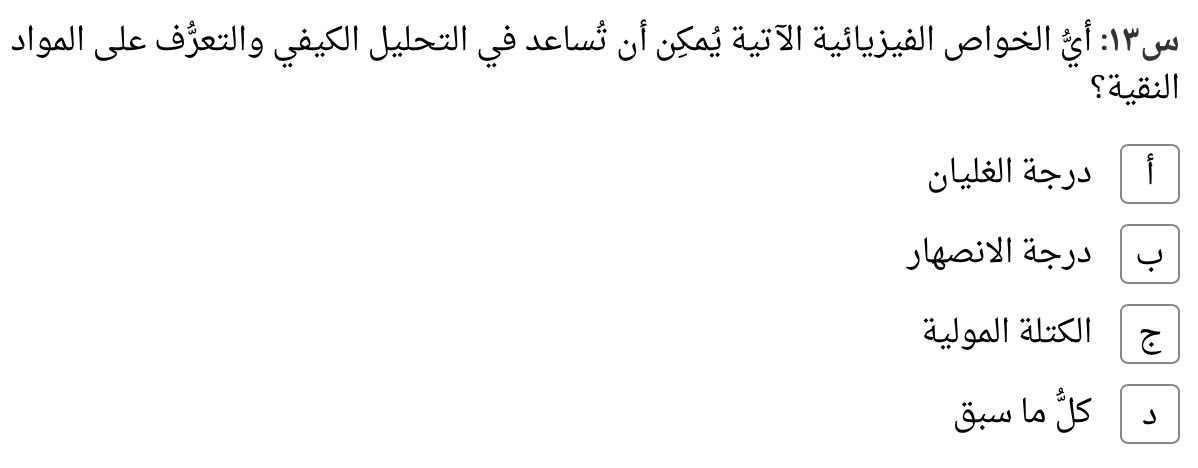 س١٣: أيُّ الخواص الفيزيائية الآتية يُمكِن أن تُساعد في التحليل الكيفي والتعرُّف على المواد
النقية؟
أ درجة الغليان
ب درجة الانصهار
ج الكتلة المولية
د كلُّ ما سبق